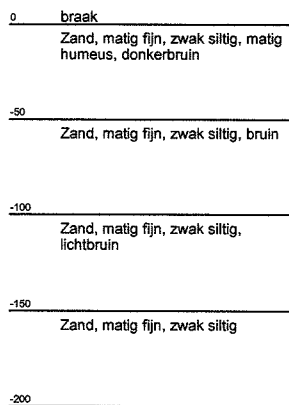 0 braak
Zand, matig fijn, zwak siltig, matig
humeus, donkerbruin
-50
Zand, matig fijn, zwak siltig, bruin
-100
Zand, matig fijn, zwak siltig,
lichtbruin
-150
Zand, matig fijn, zwak siltig
-200